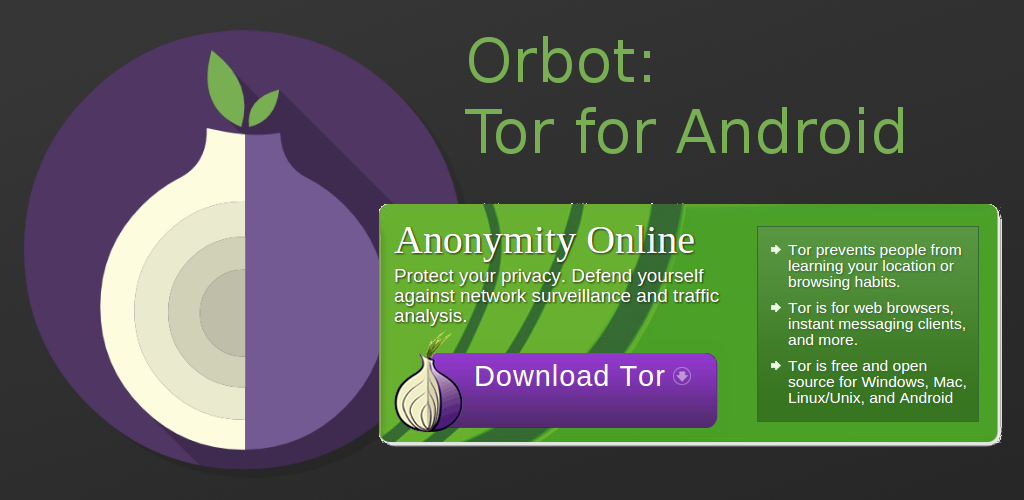 Orbot:
Tor for Android
Anonymity Online
Protect your privacy. Defend yourself
against network surveillance and traffic
analysis.
Download Tor
Tor prevents people from
learning your location or
browsing habits.
Tor is for web browsers,
instant messaging clients,
and more.
Tor is free and open
source for Windows, Mac,
Linux/Unix, and Android